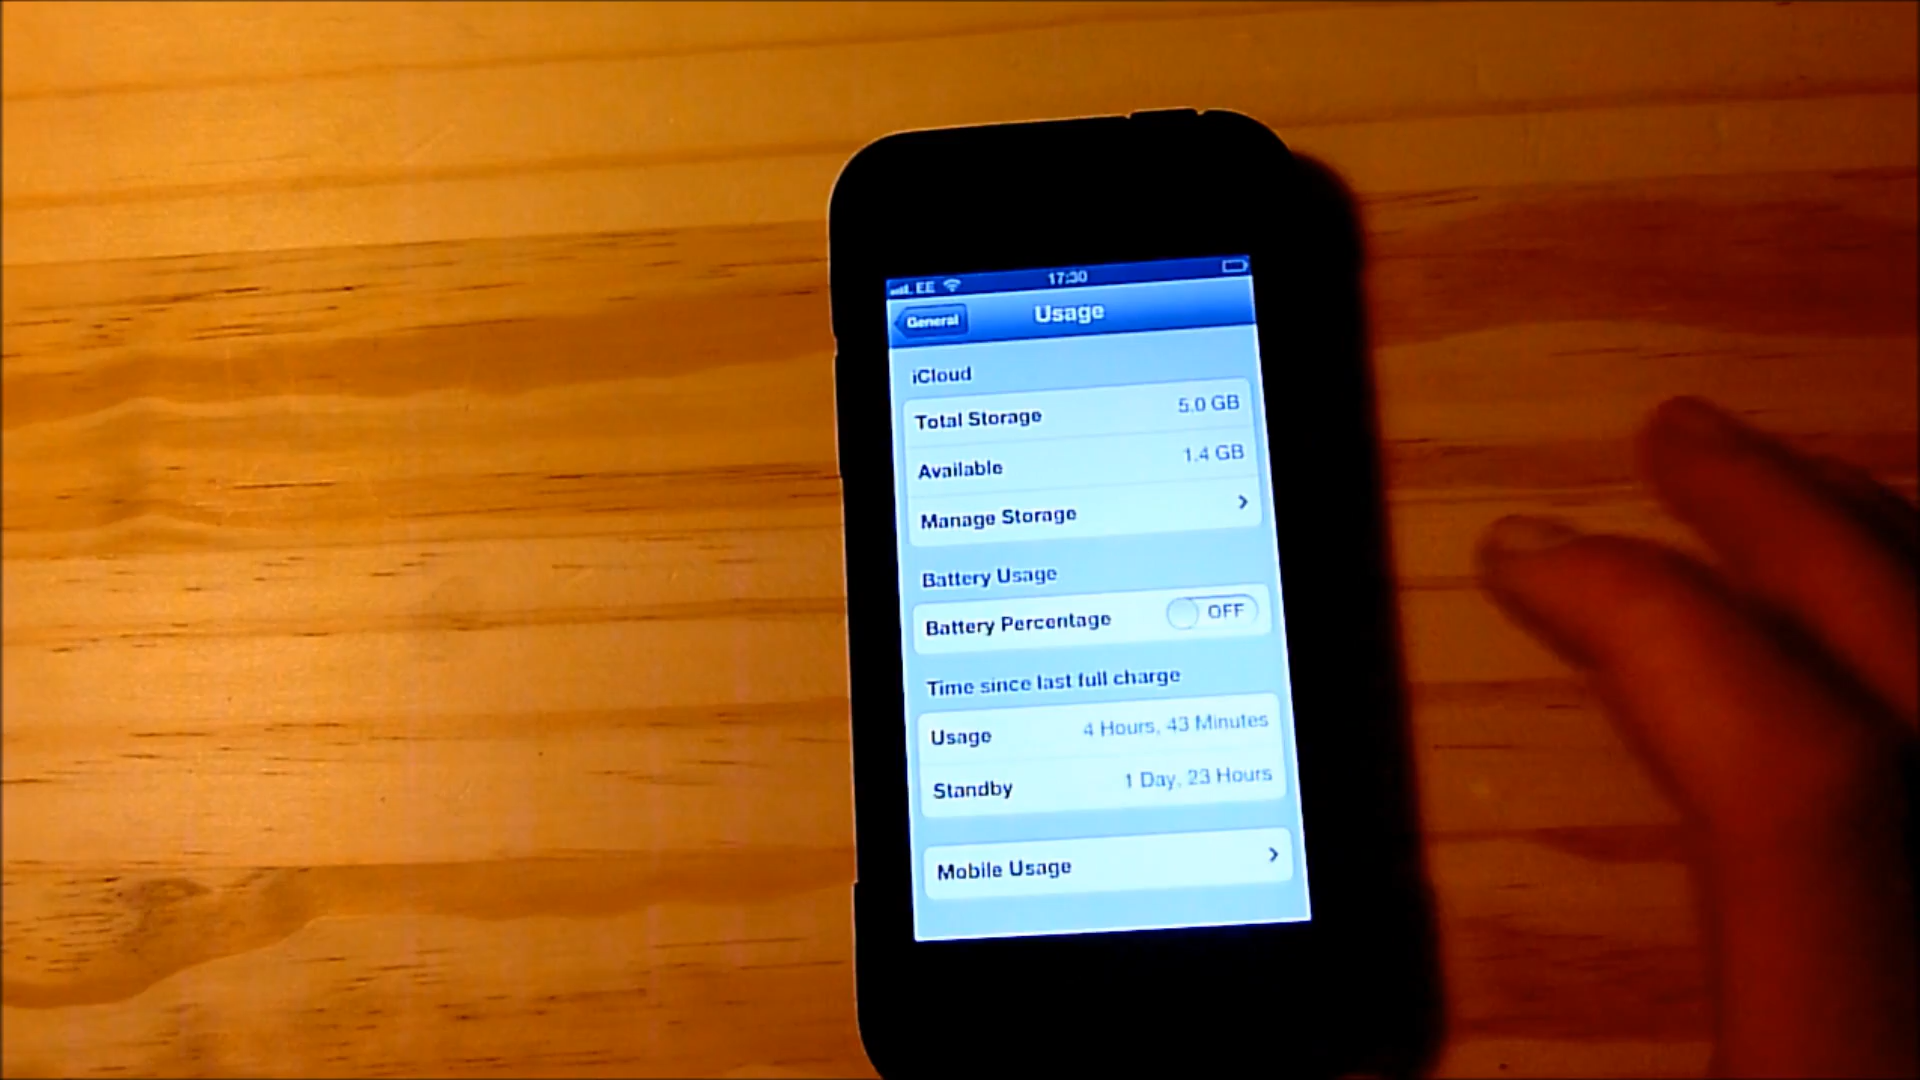 EE 17:30
General Usage
iCloud
Total Storage 5.0 GB
Available 1.4 GB
Manage Storage
Battery Usage
Battery Percentage OFF
Time since last full charge
Usage 4 Hours, 43 Minutes
Standby 1 Day, 23 Hours
Mobile Usage